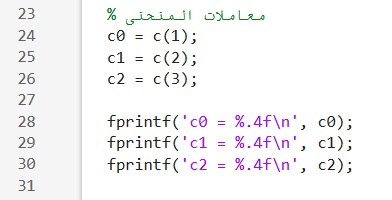 23 % معاملات المنحنى
24 c0 = c(1);
25 c1 = c(2);
26 c2 = c(3);
27
28 fprintf('c0 = %.4f\n', c0);
29 fprintf('c1 = %.4f\n', c1);
30 fprintf('c2 = %.4f\n', c2);
31